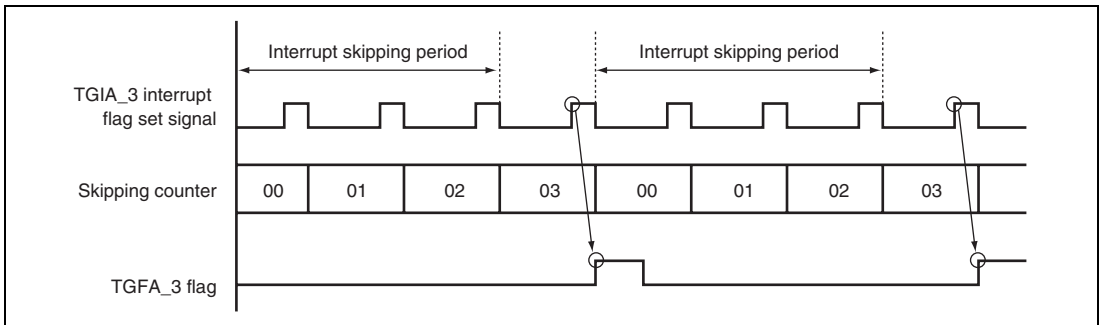 Interrupt skipping period Interrupt skipping period
TGIA_3 interrupt
flag set signal
Skipping counter 00 01 02 03 00 01 02 03
TGFA_3 flag